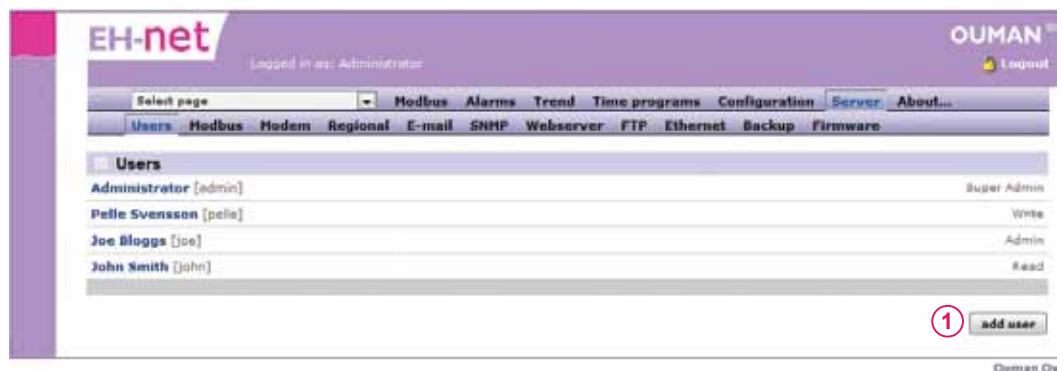 EH-net
OUMAN
Logged in as: Administrator
Logout
Select page Modbus Alarms Trend Time programs Configuration Server About...
Users Modbus Modem Regional E-mail SNMP Webserver FTP Ethernet Backup Firmware
Users
Administrator [admin] Super Admin
Pelle Svensson [pelle] Write
Joe Bloggs [joe] Admin
John Smith [john] Read
1 add user
Ouman Oy